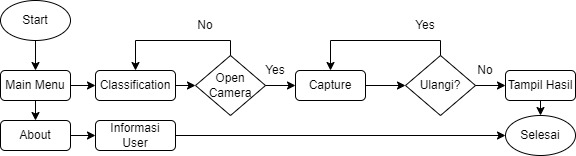 Start
No
Yes
Main Menu
Classification
Open
Camera
Yes
Capture
Ulangi?
No
Tampil Hasil
About
Informasi
User
Selesai